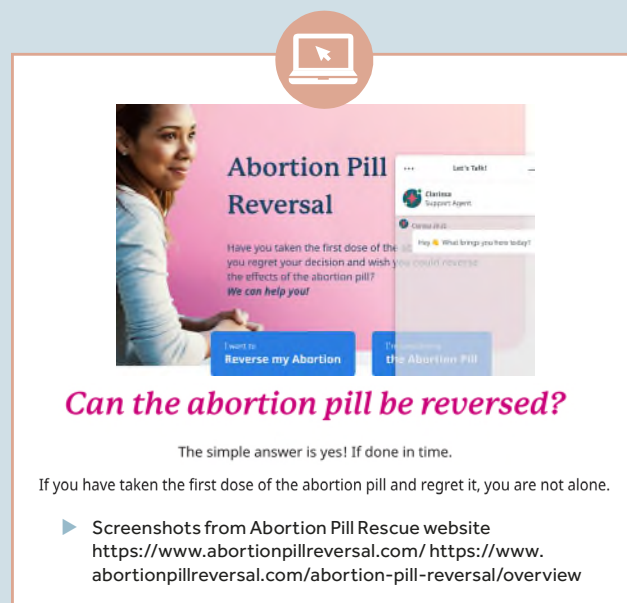 Abortion Pill
Reversal
Have you taken the first dose of the
you regret your decision and wish you could reverse
the effects of the abortion pill?
We can help you!
I want to
Reverse my Abortion
the Abortion Pill
Let's Talk!
Clarissa
Support Agent
Hey 👋 What brings you here today?
Can the abortion pill be reversed?
The simple answer is yes! If done in time.
If you have taken the first dose of the abortion pill and regret it, you are not alone.
Screenshots from Abortion Pill Rescue website
https://www.abortionpillreversal.com/ https://www.
abortionpillreversal.com/abortion-pill-reversal/overview